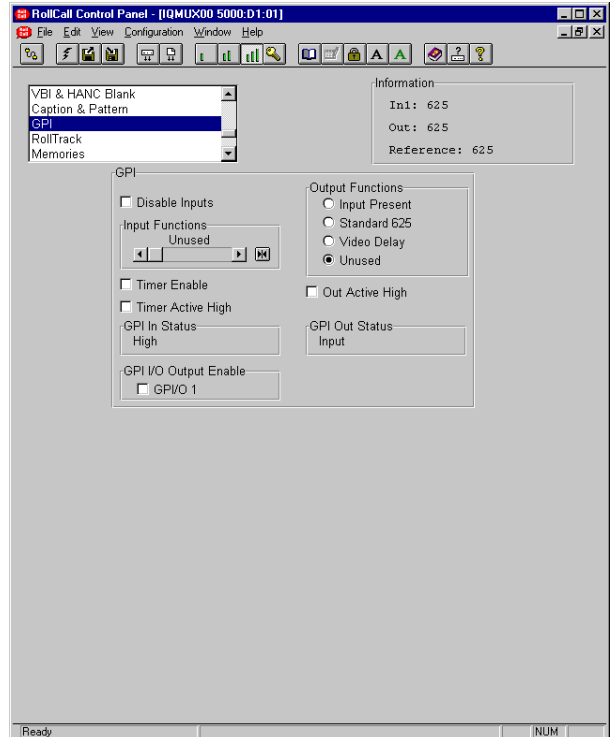 RollCall Control Panel - [IQMUX00 5000:D1:01]
File Edit View Configuration Window Help
A A
VBI & HANC Blank
Caption & Pattern
GPI
RollTrack
Memories
Information
In1: 625
Out: 625
Reference: 625
GPI
Disable Inputs
Input Functions
Unused
Timer Enable
Timer Active High
GPI In Status
High
GPI I/O Output Enable
GPI/O 1
Output Functions
Input Present
Standard 625
Video Delay
Unused
Out Active High
GPI Out Status
Input
Ready
NUM